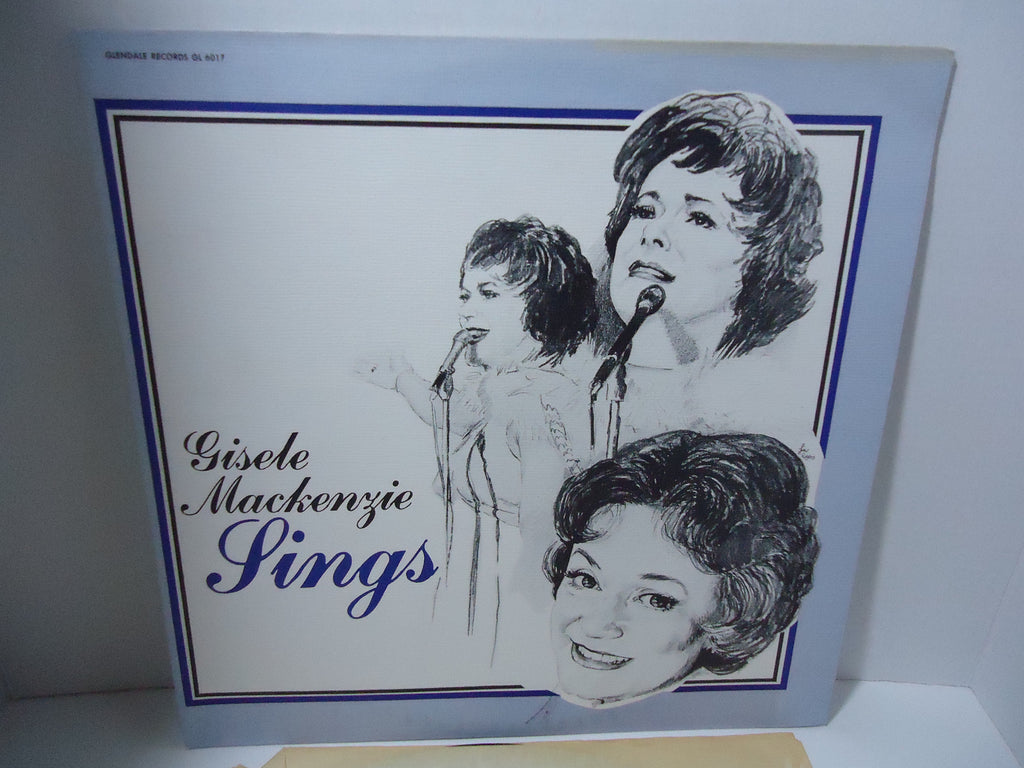 GLENDALE RECORDS GL 6017
Gisele
Mackenzie
Sings